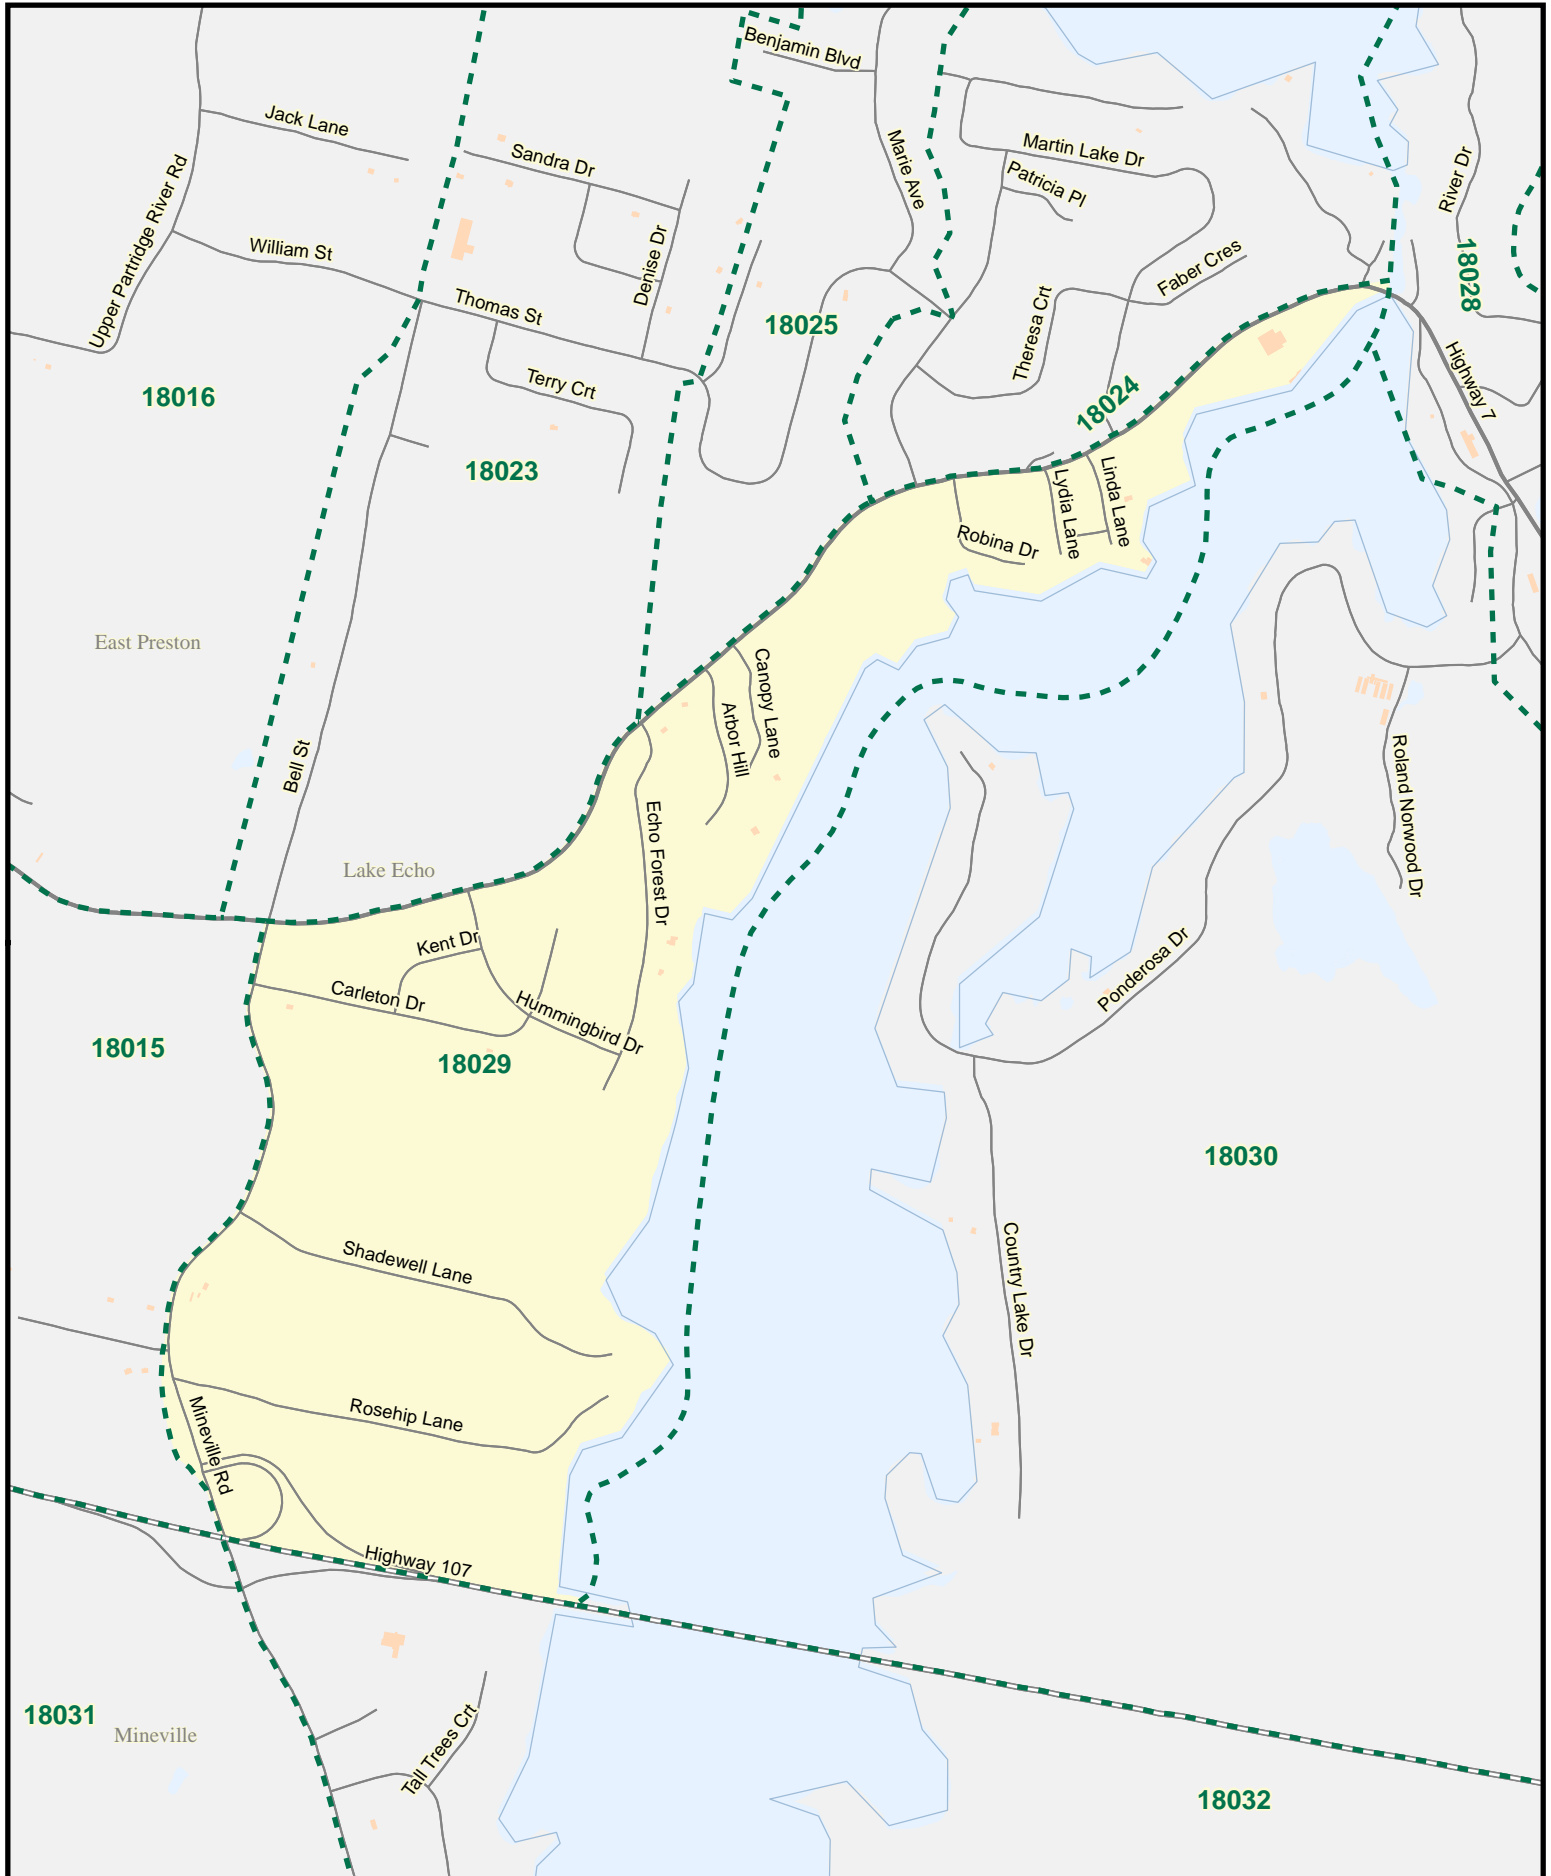 Benjamin Blvd
Jack Lane
Sandra Dr
Marie Ave
Martin Lake Dr
Patricia Pl
River Dr
Upper Partridge River Rd
William St
Denise Dr
Faber Cres
18028
Thomas St
18025
Theresa Crt
Highway 7
18016
Terry Crt
18024
18023
Lydia Lane
Linda Lane
Robina Dr
East Preston
Canopy Lane
Arbor Hill
Bell St
Roland Norwood Dr
Echo Forest Dr
Lake Echo
Kent Dr
Carleton Dr
Hummingbird Dr
Ponderosa Dr
18015
18029
18030
Shadewell Lane
Country Lake Dr
Rosehip Lane
Mineville Rd
Highway 107
18031
Mineville
Tall Trees Crt
18032